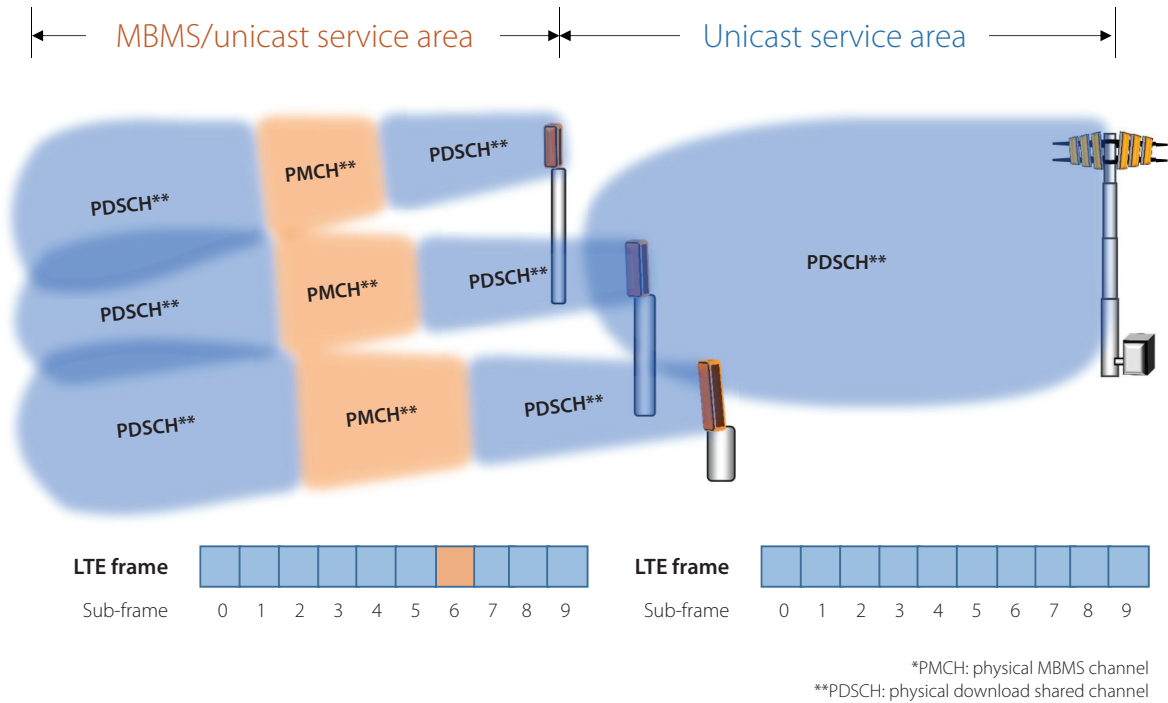 MBMS/unicast service area
Unicast service area
PDSCH**
PMCH**
PDSCH**
PDSCH**
PMCH**
PDSCH**
PDSCH**
PMCH**
PDSCH**
PDSCH**
LTE frame
Sub-frame 0 1 2 3 4 5 6 7 8 9
LTE frame
Sub-frame 0 1 2 3 4 5 6 7 8 9
*PMCH: physical MBMS channel
**PDSCH: physical download shared channel